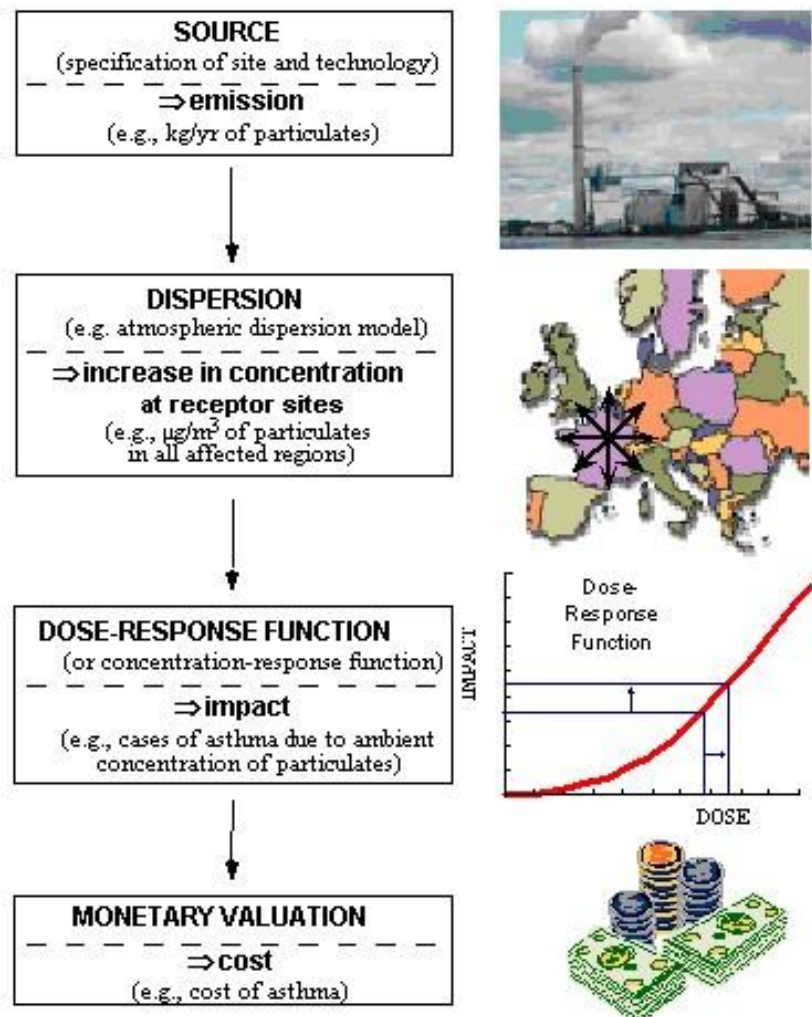 SOURCE
(specification of site and technology)
⇒emission
(e.g., kg/yr of particulates)
DISPERSION
(e.g. atmospheric dispersion model)
⇒increase in concentration
at receptor sites
(e.g., µg/m³ of particulates
in all affected regions)
DOSE-RESPONSE FUNCTION
(or concentration-response function)
⇒impact
(e.g., cases of asthma due to ambient
concentration of particulates)
IMPACT
Dose-
Response
Function
DOSE
MONETARY VALUATION
⇒cost
(e.g., cost of asthma)